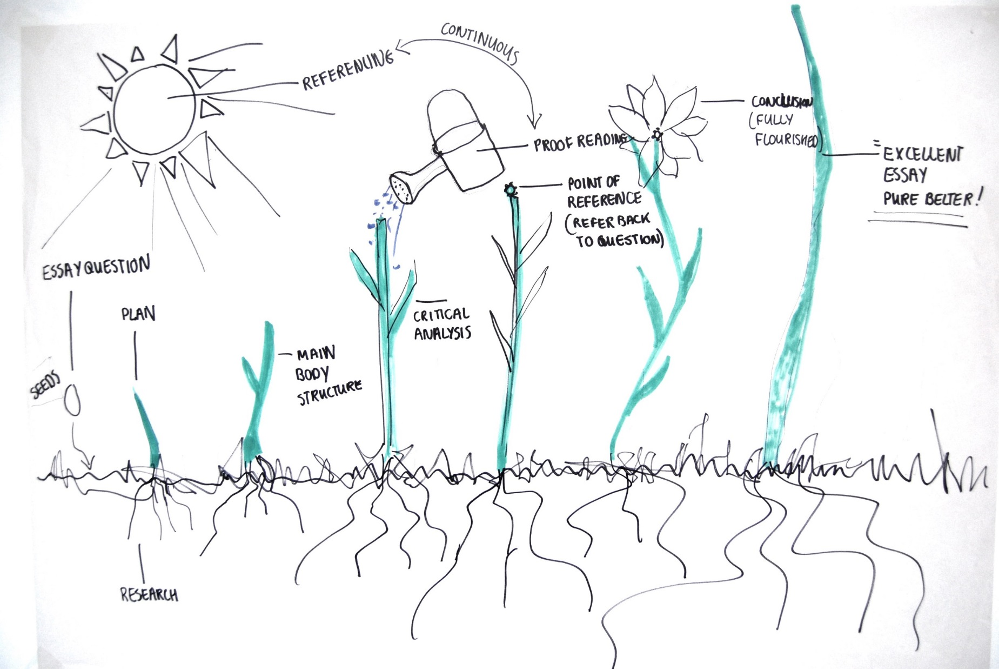 CONTINUOUS
REFERENCING
PROOF READING
CONCLUSION
(FULLY
FLOURISHED)
= EXCELLENT
ESSAY
PURE BELTER!
POINT OF
REFERENCE
(REFER BACK
TO QUESTION)
ESSAY QUESTION
PLAN
CRITICAL
ANALYSIS
MAIN
BODY
STRUCTURE
SEEDS
RESEARCH